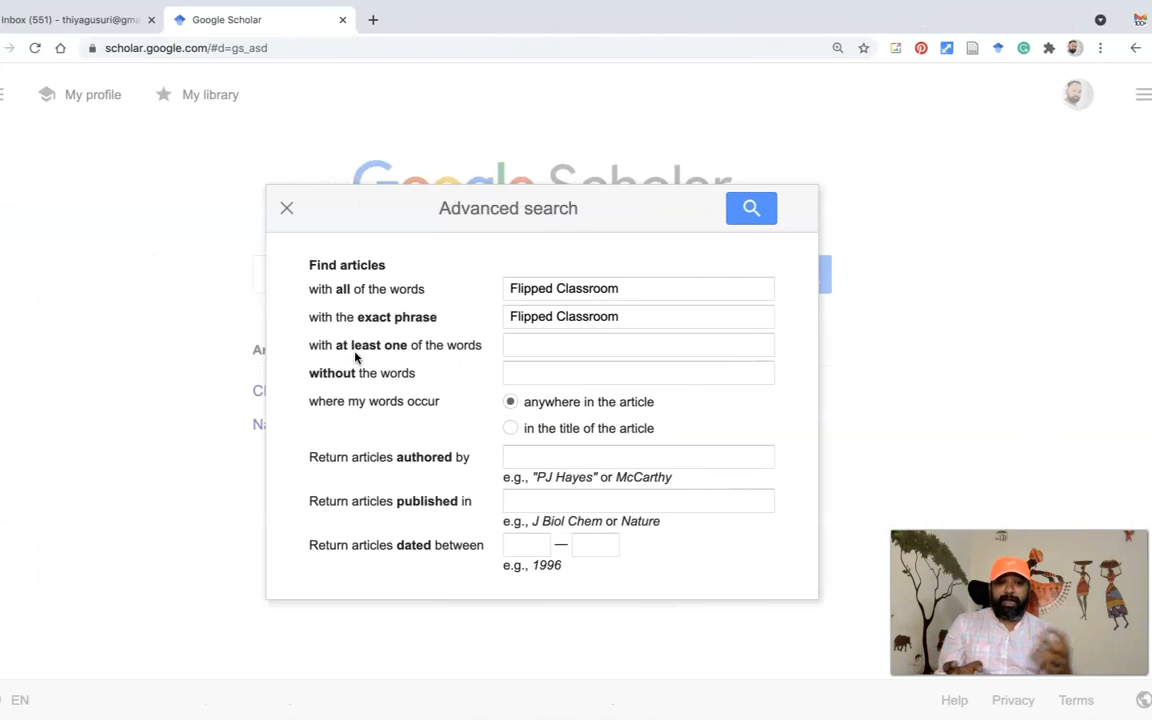 Inbox (551) - thiyagusuri@gma
Google Scholar
scholar.google.com/#d=gs_asd
My profile
My library
Google Scholar
Advanced search
Find articles
with all of the words
Flipped Classroom
with the exact phrase
Flipped Classroom
with at least one of the words
without the words
where my words occur
anywhere in the article
in the title of the article
Return articles authored by
e.g., "PJ Hayes" or McCarthy
Return articles published in
e.g., J Biol Chem or Nature
Return articles dated between
—
e.g., 1996
EN
Help
Privacy
Terms